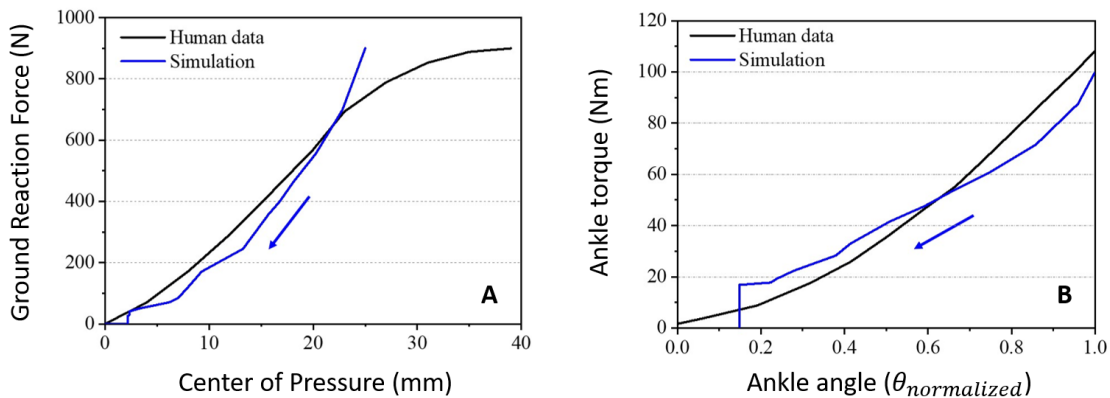 Ground Reaction Force (N)
1000
800
600
400
200
0
Human data
Simulation
A
0 10 20 30 40
Center of Pressure (mm)
Ankle torque (Nm)
120
100
80
60
40
20
0
Human data
Simulation
B
0.0 0.2 0.4 0.6 0.8 1.0
Ankle angle (θnormalized)